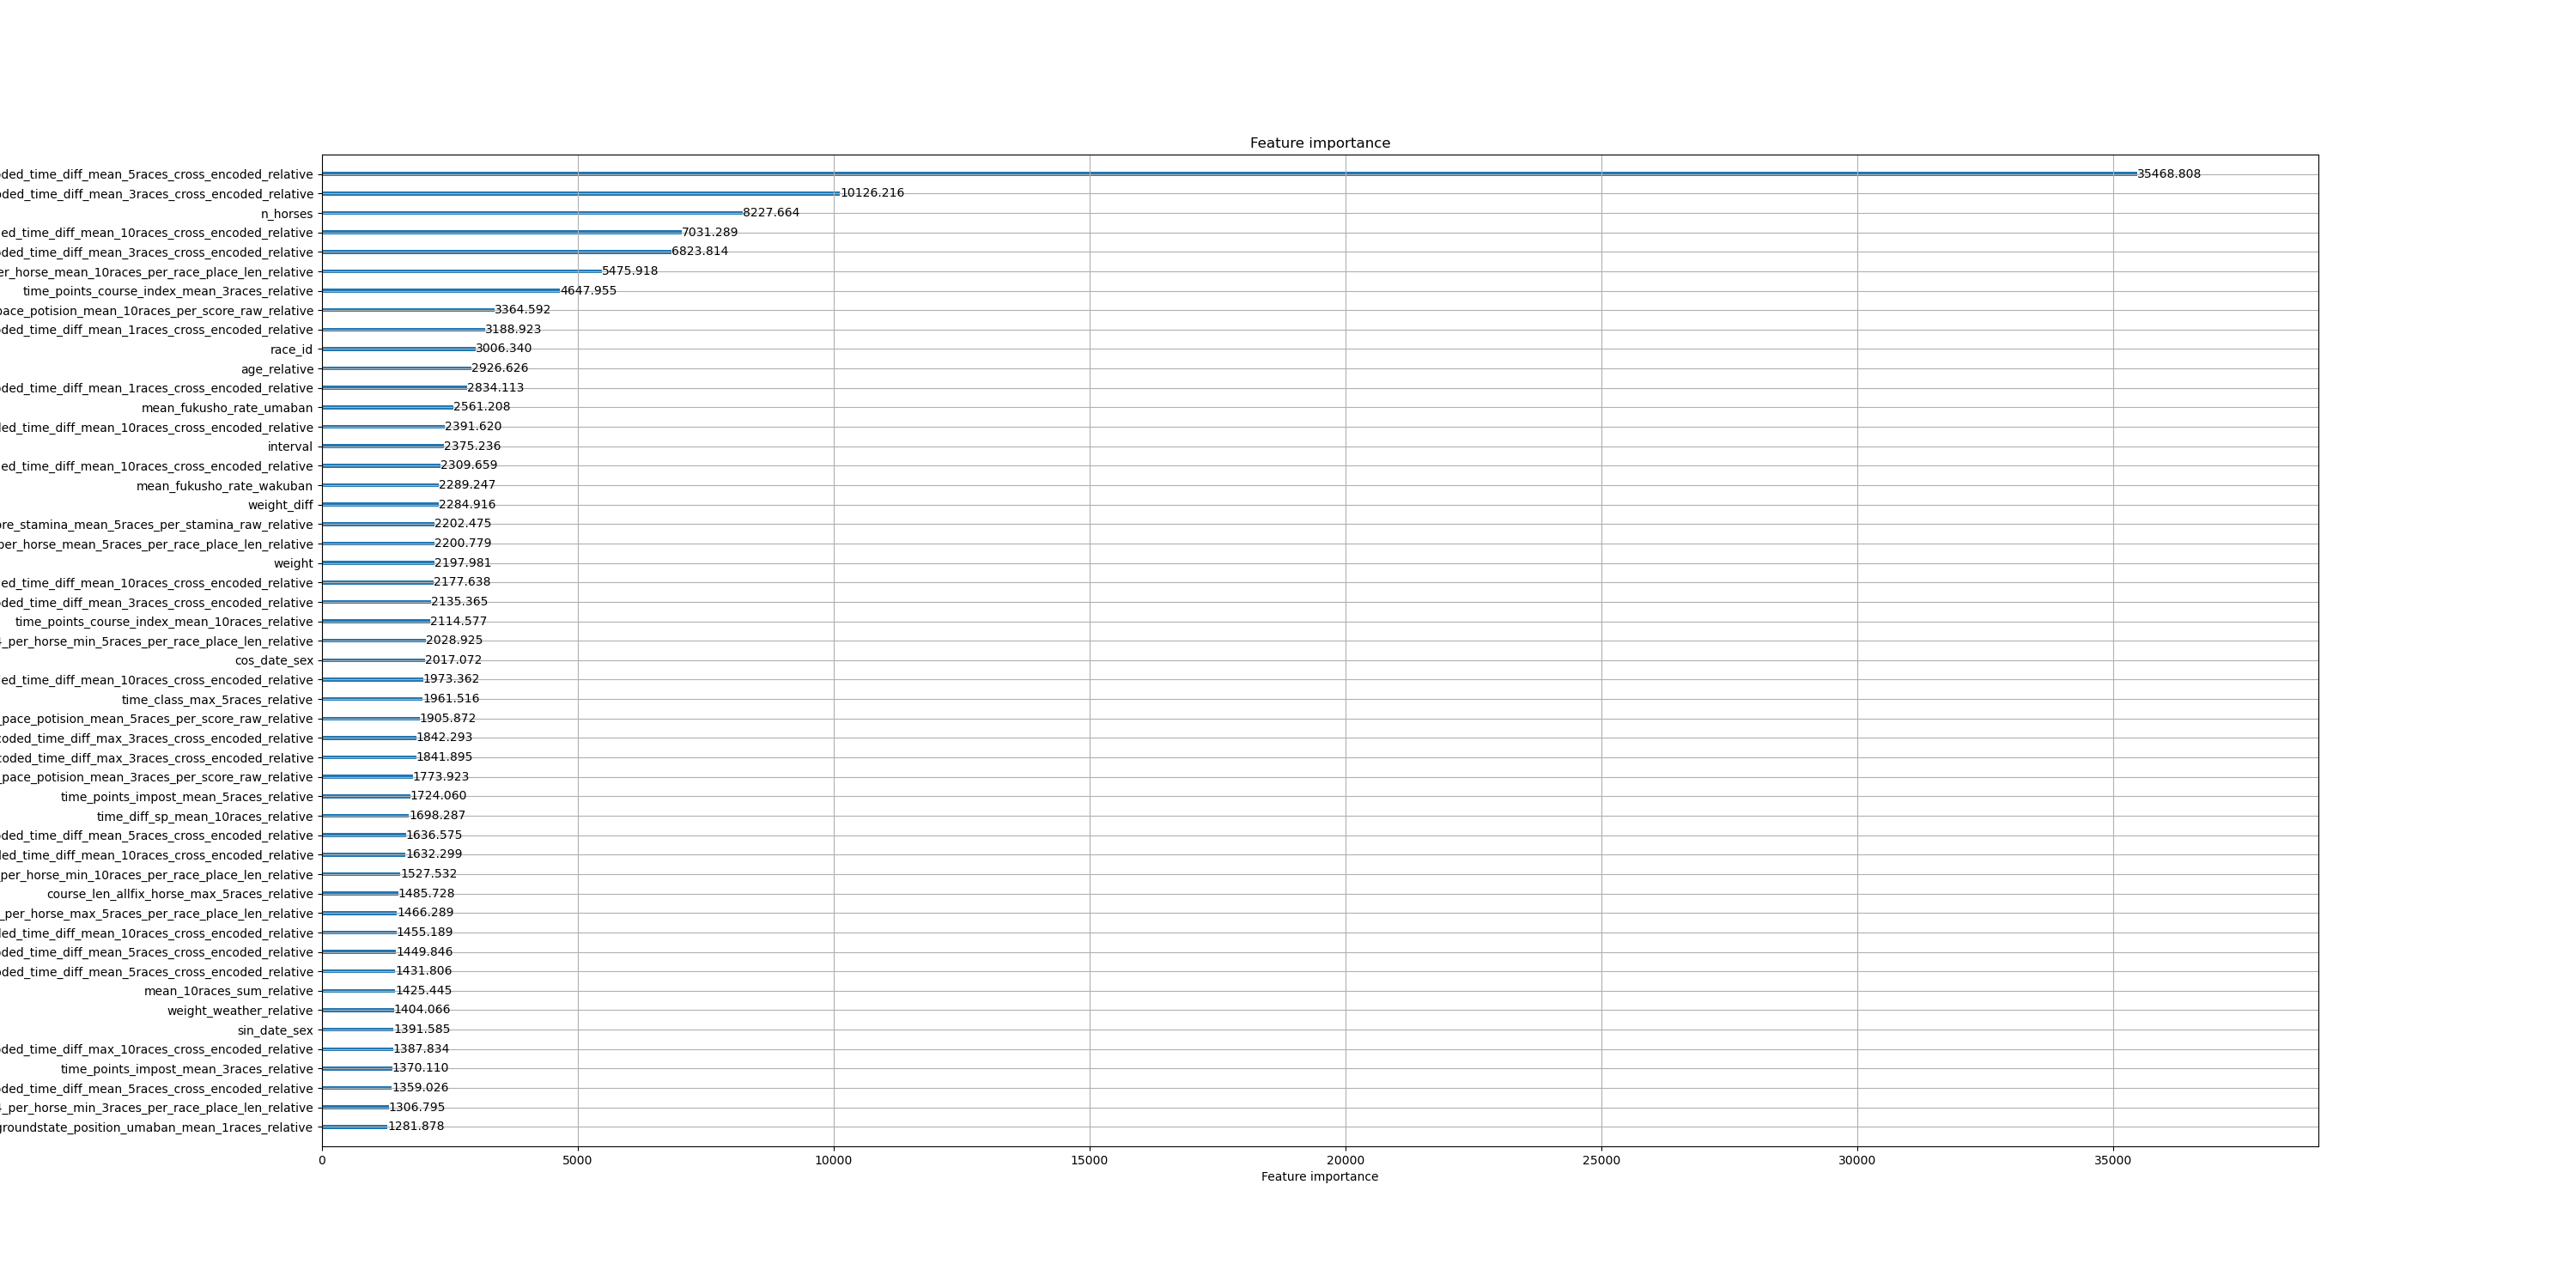 Feature importance
ded_time_diff_mean_5races_cross_encoded_relative 35468.808
ded_time_diff_mean_3races_cross_encoded_relative 10126.216
n_horses 8227.664
ed_time_diff_mean_10races_cross_encoded_relative 7031.289
ded_time_diff_mean_3races_cross_encoded_relative 6823.814
er_horse_mean_10races_per_race_place_len_relative 5475.918
time_points_course_index_mean_3races_relative 4647.955
pace_potision_mean_10races_per_score_raw_relative 3364.592
ded_time_diff_mean_1races_cross_encoded_relative 3188.923
race_id 3006.340
age_relative 2926.626
ded_time_diff_mean_1races_cross_encoded_relative 2834.113
mean_fukusho_rate_umaban 2561.208
led_time_diff_mean_10races_cross_encoded_relative 2391.620
interval 2375.236
ed_time_diff_mean_10races_cross_encoded_relative 2309.659
mean_fukusho_rate_wakuban 2289.247
weight_diff 2284.916
ore_stamina_mean_5races_per_stamina_raw_relative 2202.475
per_horse_mean_5races_per_race_place_len_relative 2200.779
weight 2197.981
ed_time_diff_mean_10races_cross_encoded_relative 2177.638
ded_time_diff_mean_3races_cross_encoded_relative 2135.365
time_points_course_index_mean_10races_relative 2114.577
_per_horse_min_5races_per_race_place_len_relative 2028.925
cos_date_sex 2017.072
ed_time_diff_mean_10races_cross_encoded_relative 1973.362
time_class_max_5races_relative 1961.516
_pace_potision_mean_5races_per_score_raw_relative 1905.872
coded_time_diff_max_3races_cross_encoded_relative 1842.293
coded_time_diff_max_3races_cross_encoded_relative 1841.895
_pace_potision_mean_3races_per_score_raw_relative 1773.923
time_points_impost_mean_5races_relative 1724.060
time_diff_sp_mean_10races_relative 1698.287
ded_time_diff_mean_5races_cross_encoded_relative 1636.575
led_time_diff_mean_10races_cross_encoded_relative 1632.299
per_horse_min_10races_per_race_place_len_relative 1527.532
course_len_allfix_horse_max_5races_relative 1485.728
_per_horse_max_5races_per_race_place_len_relative 1466.289
led_time_diff_mean_10races_cross_encoded_relative 1455.189
ded_time_diff_mean_5races_cross_encoded_relative 1449.846
ded_time_diff_mean_5races_cross_encoded_relative 1431.806
mean_10races_sum_relative 1425.445
weight_weather_relative 1404.066
sin_date_sex 1391.585
ded_time_diff_max_10races_cross_encoded_relative 1387.834
time_points_impost_mean_3races_relative 1370.110
ded_time_diff_mean_5races_cross_encoded_relative 1359.026
_per_horse_min_3races_per_race_place_len_relative 1306.795
groundstate_position_umaban_mean_1races_relative 1281.878
0 5000 10000 15000 20000 25000 30000 35000
Feature importance